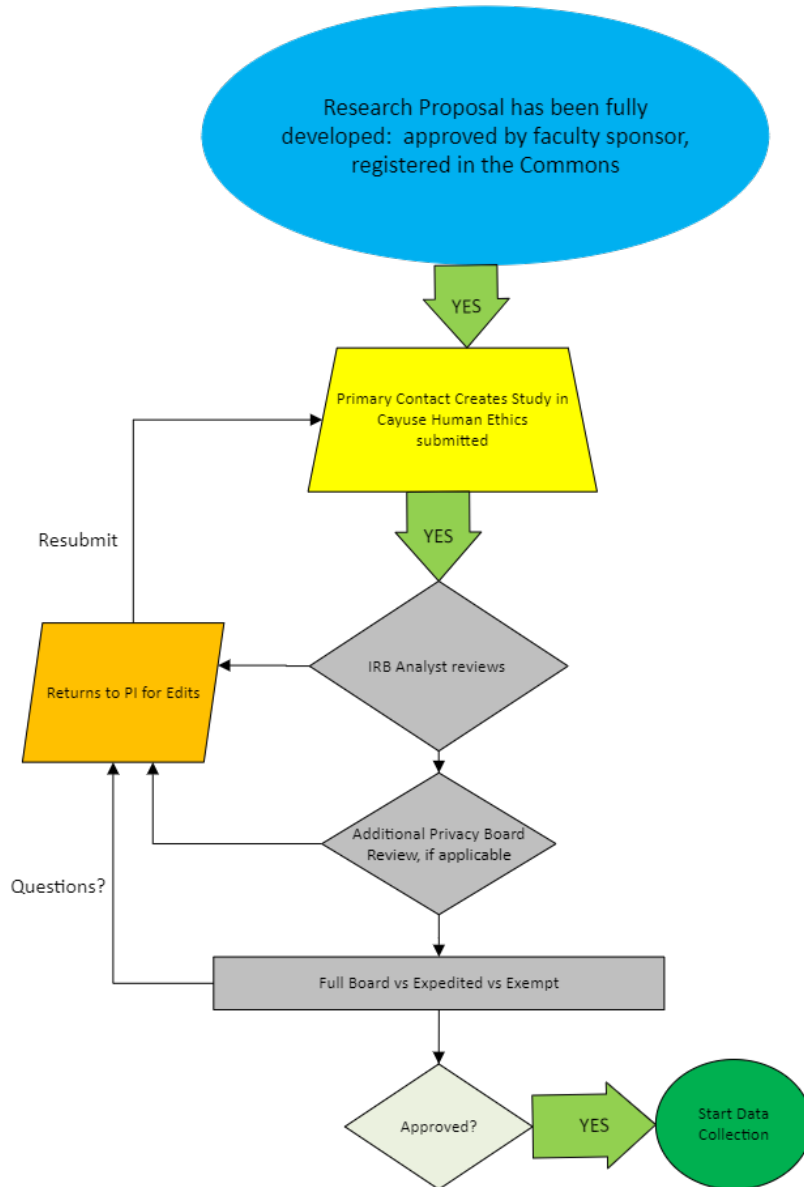 Research Proposal has been fully
developed:  approved by faculty sponsor,
registered in the Commons
YES
Primary Contact Creates Study in
Cayuse Human Ethics
submitted
YES
Resubmit
IRB Analyst reviews
Returns to PI for Edits
Additional Privacy Board
Review, if applicable
Questions?
Full Board vs Expedited vs Exempt
Approved?
YES
Start Data
Collection